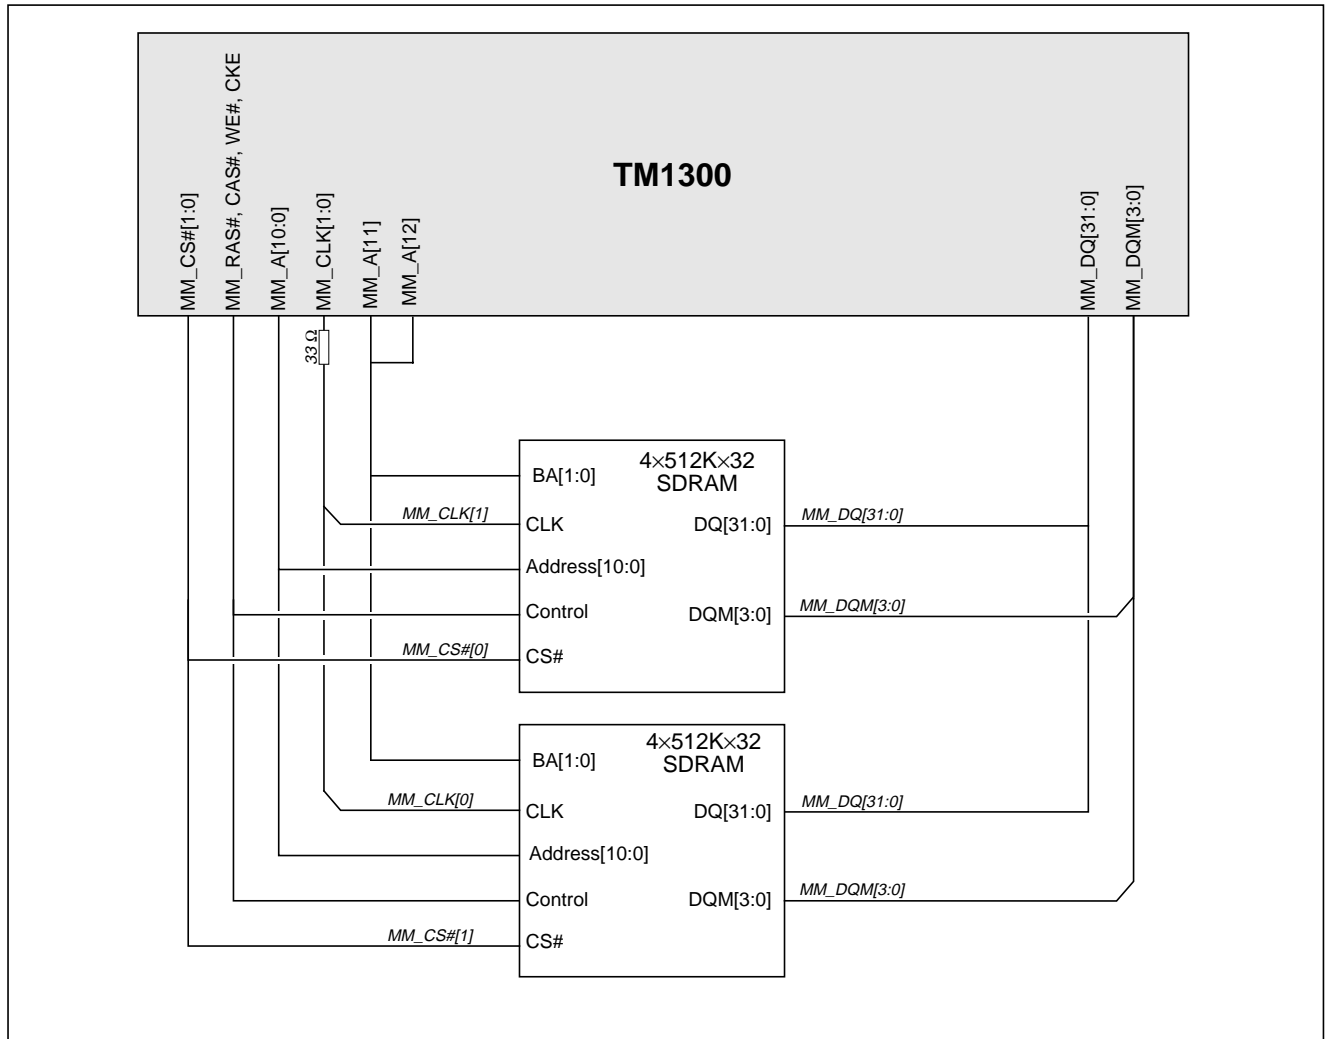 TM1300
MM_CS#[1:0]
MM_RAS#, CAS#, WE#, CKE
MM_A[10:0]
MM_CLK[1:0]
MM_A[11]
MM_A[12]
MM_DQ[31:0]
MM_DQM[3:0]
33 Ω
4×512K×32
SDRAM
BA[1:0]
MM_CLK[1]
CLK
DQ[31:0]
MM_DQ[31:0]
Address[10:0]
Control
DQM[3:0]
MM_DQM[3:0]
MM_CS#[0]
CS#
4×512K×32
SDRAM
BA[1:0]
MM_CLK[0]
CLK
DQ[31:0]
MM_DQ[31:0]
Address[10:0]
Control
DQM[3:0]
MM_DQM[3:0]
MM_CS#[1]
CS#